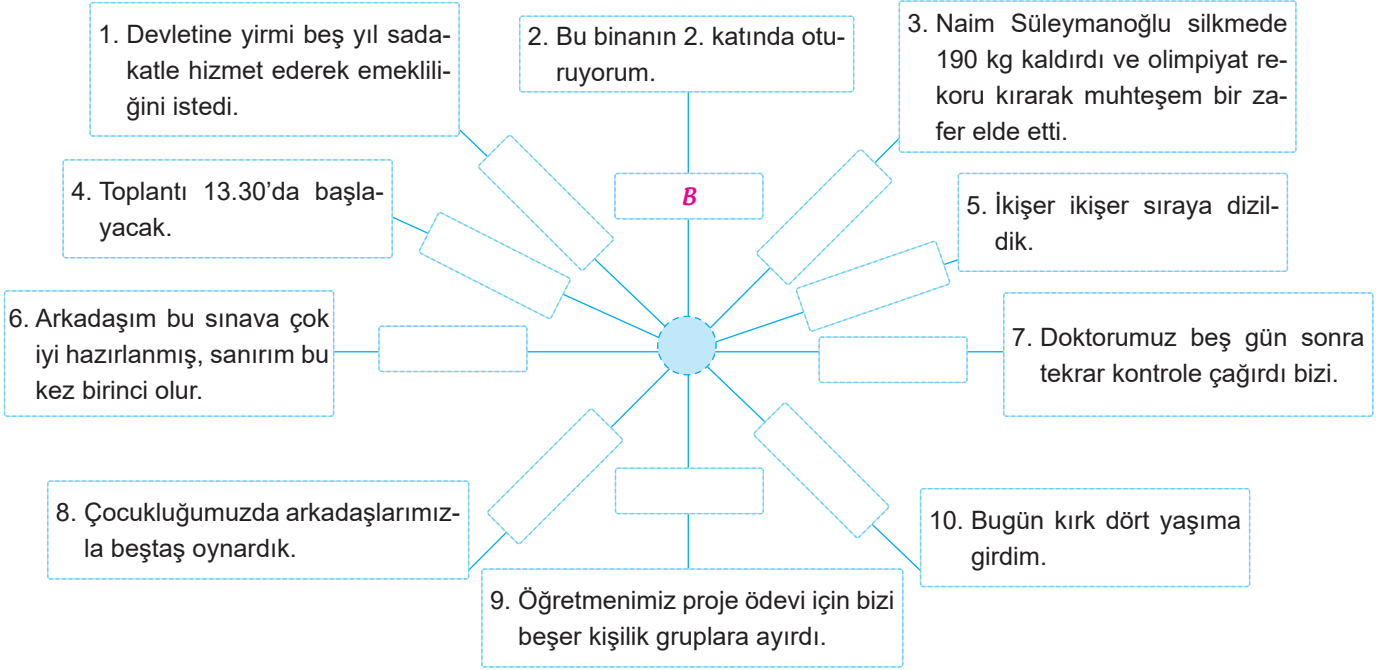 1. Devletine yirmi beş yıl sada-
katle hizmet ederek emeklili-
ğini istedi.
2. Bu binanın 2. katında otu-
ruyorum.
3. Naim Süleymanoğlu silkmede
190 kg kaldırdı ve olimpiyat re-
koru kırarak muhteşem bir za-
fer elde etti.
B
4. Toplantı 13.30’da başla-
yacak.
5. İkişer ikişer sıraya dizil-
dik.
6. Arkadaşım bu sınava çok
iyi hazırlanmış, sanırım bu
kez birinci olur.
7. Doktorumuz beş gün sonra
tekrar kontrole çağırdı bizi.
8. Çocukluğumuzda arkadaşlarımız-
la beştaş oynardık.
9. Öğretmenimiz proje ödevi için bizi
beşer kişilik gruplara ayırdı.
10. Bugün kırk dört yaşıma
girdim.